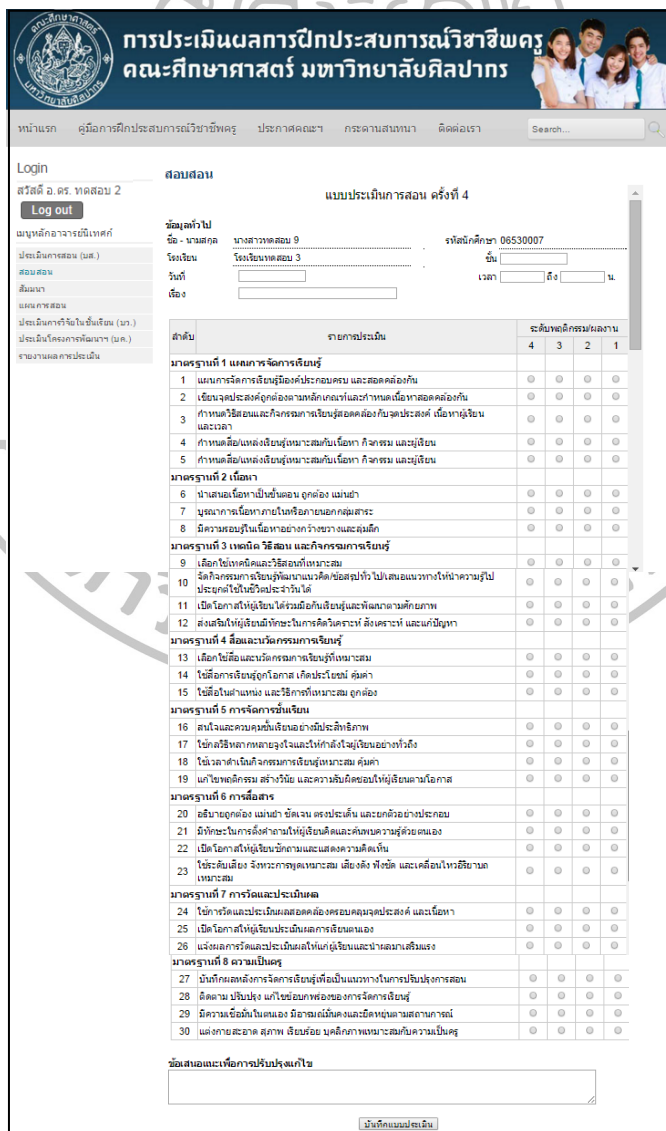 การประเมินผลการฝึกประสบการณ์วิชาชีพครู
คณะศึกษาศาสตร์ มหาวิทยาลัยศิลปากร
หน้าแรก คู่มือการฝึกประสบการณ์วิชาชีพครู ประกาศคณะฯ กระดานสนทนา ติดต่อเรา Search...
Login
สวัสดี อ.ดร. ทดสอบ 2
Log out
เมนูหลักอาจารย์นิเทศก์
ประเมินการสอน (บส.)
สอบสอน
สัมมนา
แผนการสอน
ประเมินการวิจัยในชั้นเรียน (บว.)
ประเมินโครงการพัฒนาฯ (บค.)
รายงานผลการประเมิน
สอบสอน
แบบประเมินการสอน ครั้งที่ 4
ข้อมูลทั่วไป
ชื่อ - นามสกุล นางสาวทดสอบ 9 รหัสนักศึกษา 06530007
โรงเรียน โรงเรียนทดสอบ 3 ชั้น
วันที่ เวลา ถึง น.
เรื่อง
ลำดับ รายการประเมิน ระดับพฤติกรรม/ผลงาน
4 3 2 1
มาตรฐานที่ 1 แผนการจัดการเรียนรู้
1 แผนการจัดการเรียนรู้มีองค์ประกอบครบ และสอดคล้องกัน
2 เขียนจุดประสงค์ถูกต้องตามหลักเกณฑ์และกำหนดเนื้อหาสอดคล้องกัน
3 กำหนดวิธีสอนและกิจกรรมการเรียนรู้สอดคล้องกับจุดประสงค์ เนื้อหาผู้เรียน
และเวลา
4 กำหนดสื่อ/แหล่งเรียนรู้เหมาะสมกับเนื้อหา กิจกรรม และผู้เรียน
5 กำหนดสื่อ/แหล่งเรียนรู้เหมาะสมกับเนื้อหา กิจกรรม และผู้เรียน
มาตรฐานที่ 2 เนื้อหา
6 นำเสนอเนื้อหาเป็นขั้นตอน ถูกต้อง แม่นยำ
7 บูรณาการเนื้อหาภายในหรือภายนอกกลุ่มสาระ
8 มีความรอบรู้ในเนื้อหาอย่างกว้างขวางและลุ่มลึก
มาตรฐานที่ 3 เทคนิค วิธีสอน และกิจกรรมการเรียนรู้
9 เลือกใช้เทคนิคและวิธีสอนที่เหมาะสม
10 จัดกิจกรรมการเรียนรู้พัฒนาแนวคิด/ข้อสรุปทั่วไป/เสนอแนวทางให้นำความรู้ไป
ประยุกต์ใช้ในชีวิตประจำวันได้
11 เปิดโอกาสให้ผู้เรียนได้ร่วมมือกันเรียนรู้และพัฒนาตามศักยภาพ
12 ส่งเสริมให้ผู้เรียนมีทักษะในการคิดวิเคราะห์ สังเคราะห์ และแก้ปัญหา
มาตรฐานที่ 4 สื่อและนวัตกรรมการเรียนรู้
13 เลือกใช้สื่อและนวัตกรรมการเรียนรู้ที่เหมาะสม
14 ใช้สื่อการเรียนรู้ถูกโอกาส เกิดประโยชน์ คุ้มค่า
15 ใช้สื่อในตำแหน่ง และวิธีการที่เหมาะสม ถูกต้อง
มาตรฐานที่ 5 การจัดการชั้นเรียน
16 สนใจและควบคุมชั้นเรียนอย่างมีประสิทธิภาพ
17 ใช้กลวิธีหลากหลายจูงใจและให้กำลังใจผู้เรียนอย่างทั่วถึง
18 ใช้เวลาดำเนินกิจกรรมการเรียนรู้เหมาะสม คุ้มค่า
19 แก้ไขพฤติกรรม สร้างวินัย และความรับผิดชอบให้ผู้เรียนตามโอกาส
มาตรฐานที่ 6 การสื่อสาร
20 อธิบายถูกต้อง แม่นยำ ชัดเจน ตรงประเด็น และยกตัวอย่างประกอบ
21 มีทักษะในการตั้งคำถามให้ผู้เรียนคิดและค้นพบความรู้ด้วยตนเอง
22 เปิดโอกาสให้ผู้เรียนซักถามและแสดงความคิดเห็น
23 ใช้ระดับเสียง จังหวะการพูดเหมาะสม เสียงดัง ฟังชัด และเคลื่อนไหวอิริยาบถ
เหมาะสม
มาตรฐานที่ 7 การวัดและประเมินผล
24 ใช้การวัดและประเมินผลสอดคล้องครอบคลุมจุดประสงค์ และเนื้อหา
25 เปิดโอกาสให้ผู้เรียนประเมินผลการเรียนตนเอง
26 แจ้งผลการวัดและประเมินผลให้แก่ผู้เรียนและนำผลมาเสริมแรง
มาตรฐานที่ 8 ความเป็นครู
27 บันทึกผลหลังการจัดการเรียนรู้เพื่อเป็นแนวทางในการปรับปรุงการสอน
28 ติดตาม ปรับปรุง แก้ไขข้อบกพร่องของการจัดการเรียนรู้
29 มีความเชื่อมั่นในตนเอง มีอารมณ์มั่นคงและยืดหยุ่นตามสถานการณ์
30 แต่งกายสะอาด สุภาพ เรียบร้อย บุคลิกภาพเหมาะสมกับความเป็นครู
ข้อเสนอแนะเพื่อการปรับปรุงแก้ไข
บันทึกแบบประเมิน